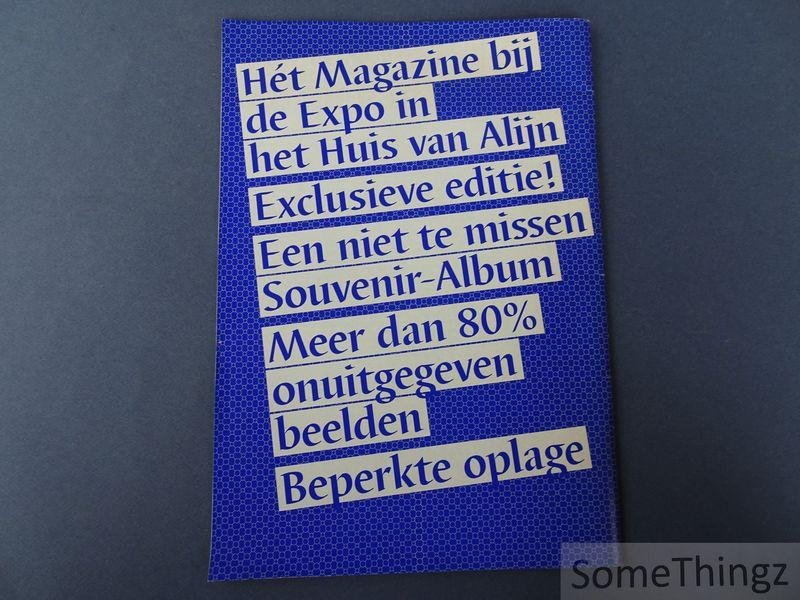 Hét Magazine bij
de Expo in
het Huis van Alijn
Exclusieve editie!
Een niet te missen
Souvenir-Album
Meer dan 80%
onuitgegeven
beelden
Beperkte oplage
SomeThingz